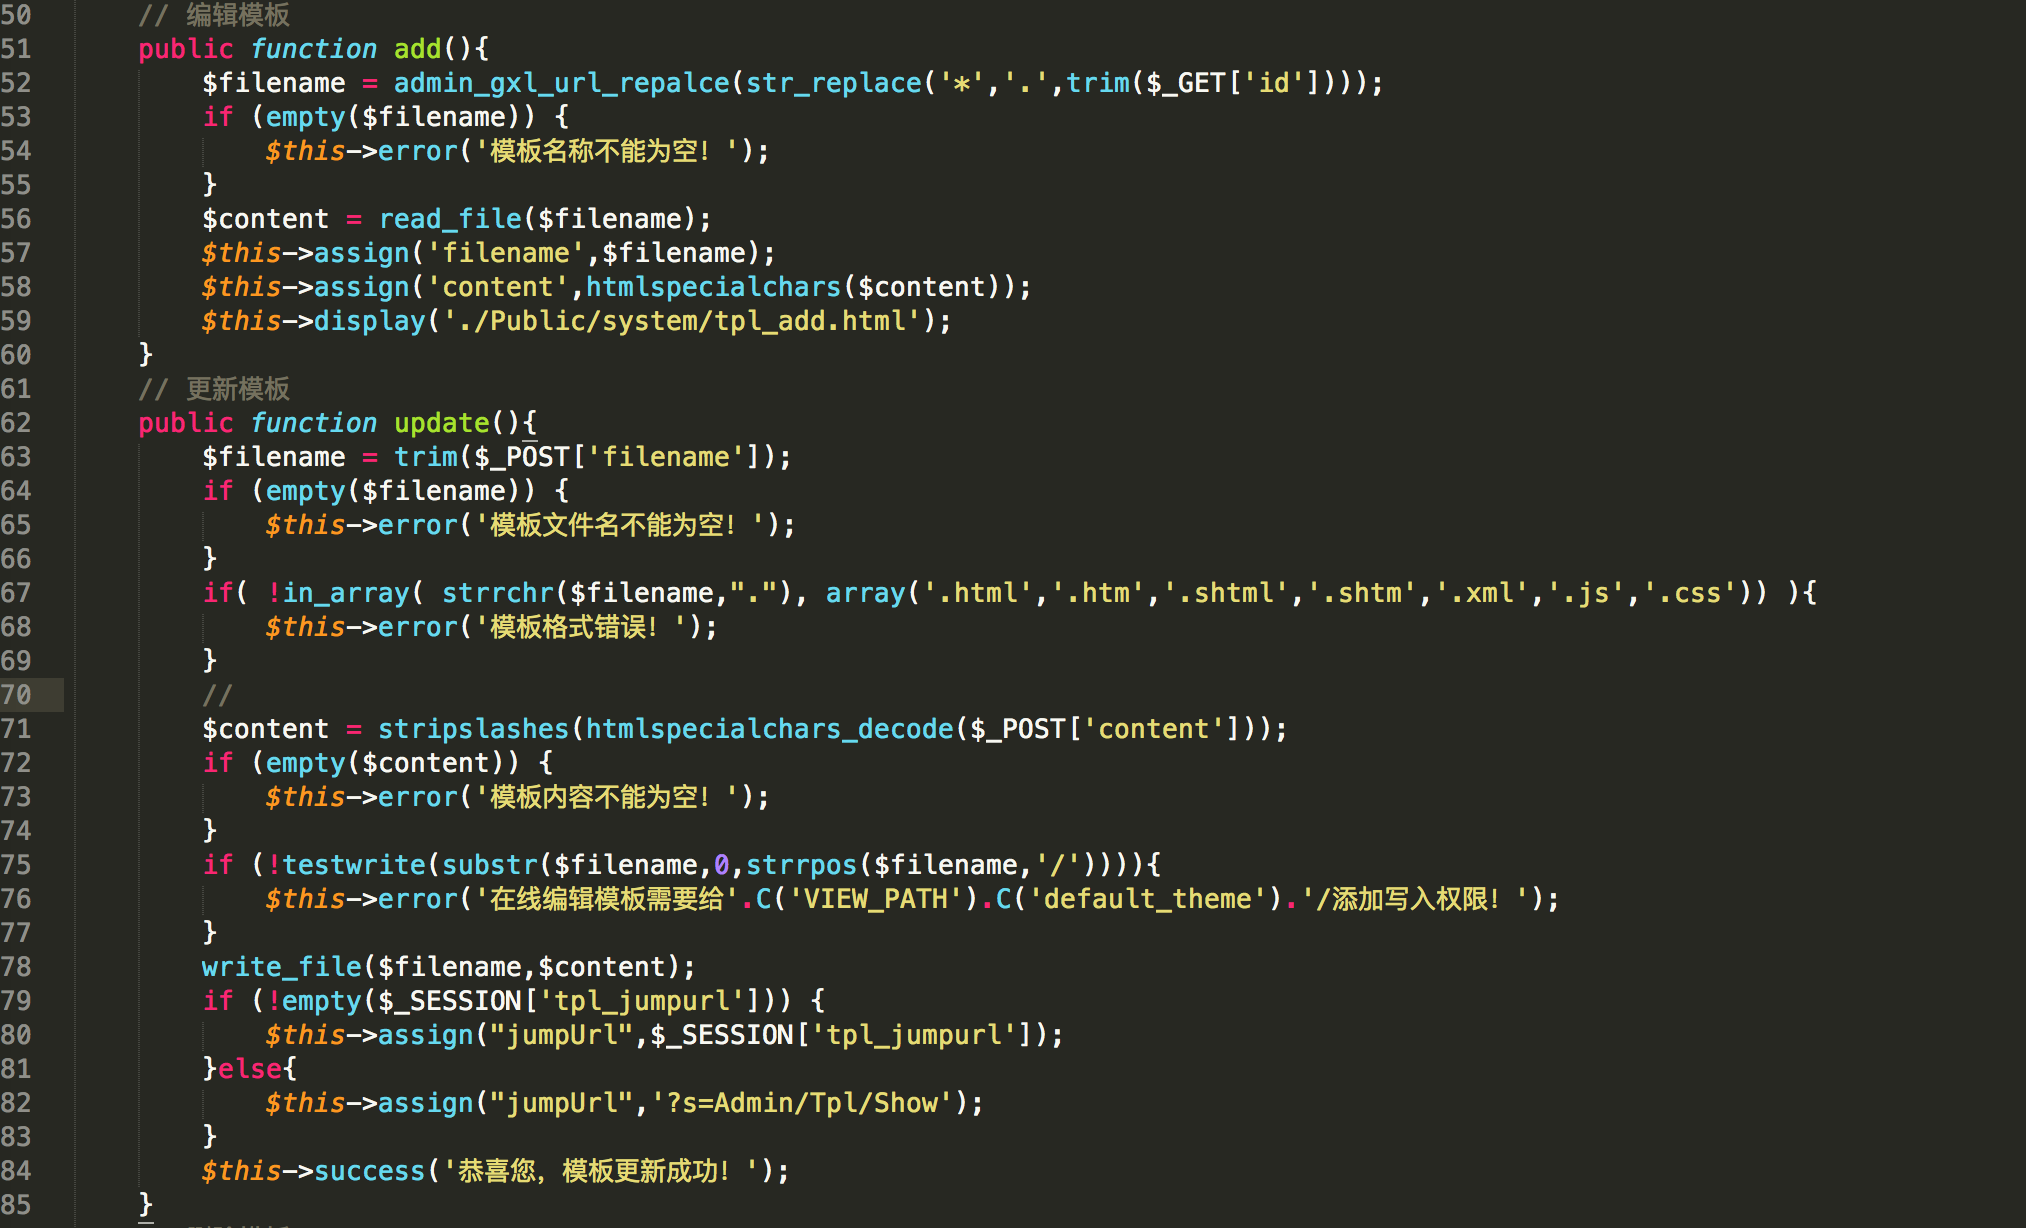 50 // 编辑模板
51 public function add(){
52 $filename = admin_gxl_url_repalce(str_replace('*','.',trim($_GET['id'])));
53 if (empty($filename)) {
54 $this->error('模板名称不能为空！');
55 }
56 $content = read_file($filename);
57 $this->assign('filename',$filename);
58 $this->assign('content',htmlspecialchars($content));
59 $this->display('./Public/system/tpl_add.html');
60 }
61 // 更新模板
62 public function update(){
63 $filename = trim($_POST['filename']);
64 if (empty($filename)) {
65 $this->error('模板文件名不能为空！');
66 }
67 if( !in_array( strrchr($filename,"."), array('.html','.htm','.shtml','.shtm','.xml','.js','.css')) ){
68 $this->error('模板格式错误！');
69 }
70 //
71 $content = stripslashes(htmlspecialchars_decode($_POST['content']));
72 if (empty($content)) {
73 $this->error('模板内容不能为空！');
74 }
75 if (!testwrite(substr($filename,0,strrpos($filename,'/')))){
76 $this->error('在线编辑模板需要给'.C('VIEW_PATH').C('default_theme').'/添加写入权限！');
77 }
78 write_file($filename,$content);
79 if (!empty($_SESSION['tpl_jumpurl'])) {
80 $this->assign("jumpUrl",$_SESSION['tpl_jumpurl']);
81 }else{
82 $this->assign("jumpUrl",'?s=Admin/Tpl/Show');
83 }
84 $this->success('恭喜您，模板更新成功！');
85 }